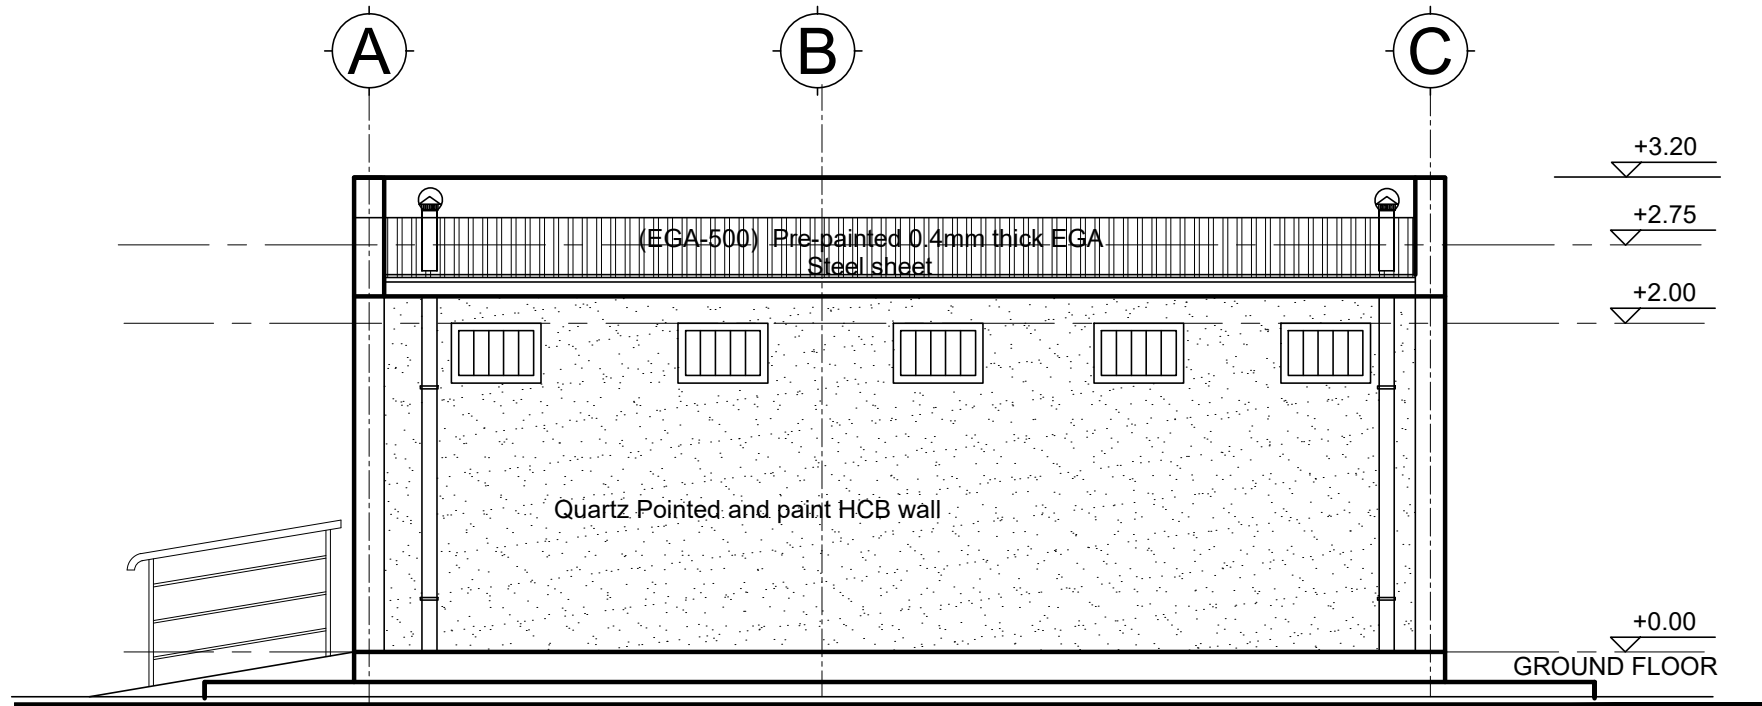 A B C
+3.20
+2.75
(EGA-500) Pre-painted 0.4mm thick EGA
Steel sheet
+2.00
Quartz Pointed and paint HCB wall
+0.00
GROUND FLOOR